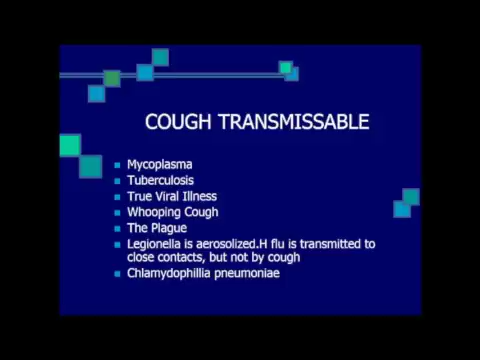 COUGH TRANSMISSABLE
Mycoplasma
Tuberculosis
True Viral Illness
Whooping Cough
The Plague
Legionella is aerosolized.H flu is transmitted to
close contacts, but not by cough
Chlamydophillia pneumoniae